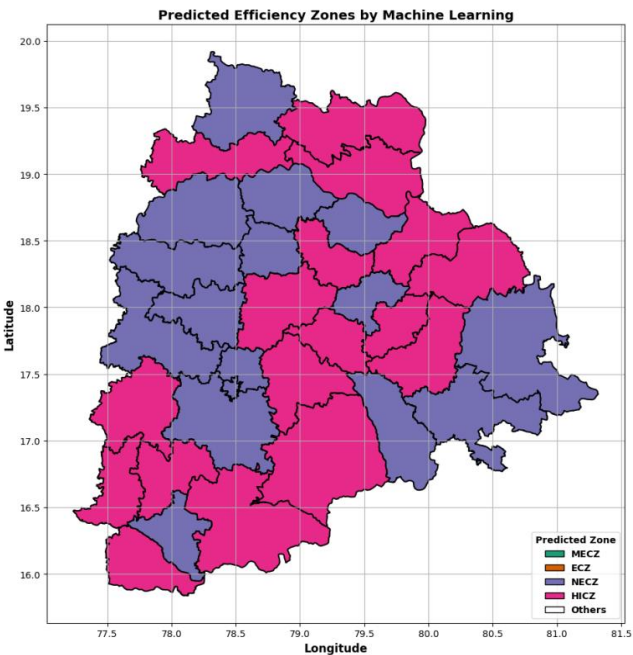 Predicted Efficiency Zones by Machine Learning
20.0
19.5
19.0
18.5
18.0
17.5
17.0
16.5
16.0
Latitude
77.5 78.0 78.5 79.0 79.5 80.0 80.5 81.0 81.5
Longitude
Predicted Zone
MECZ
ECZ
NECZ
HICZ
Others